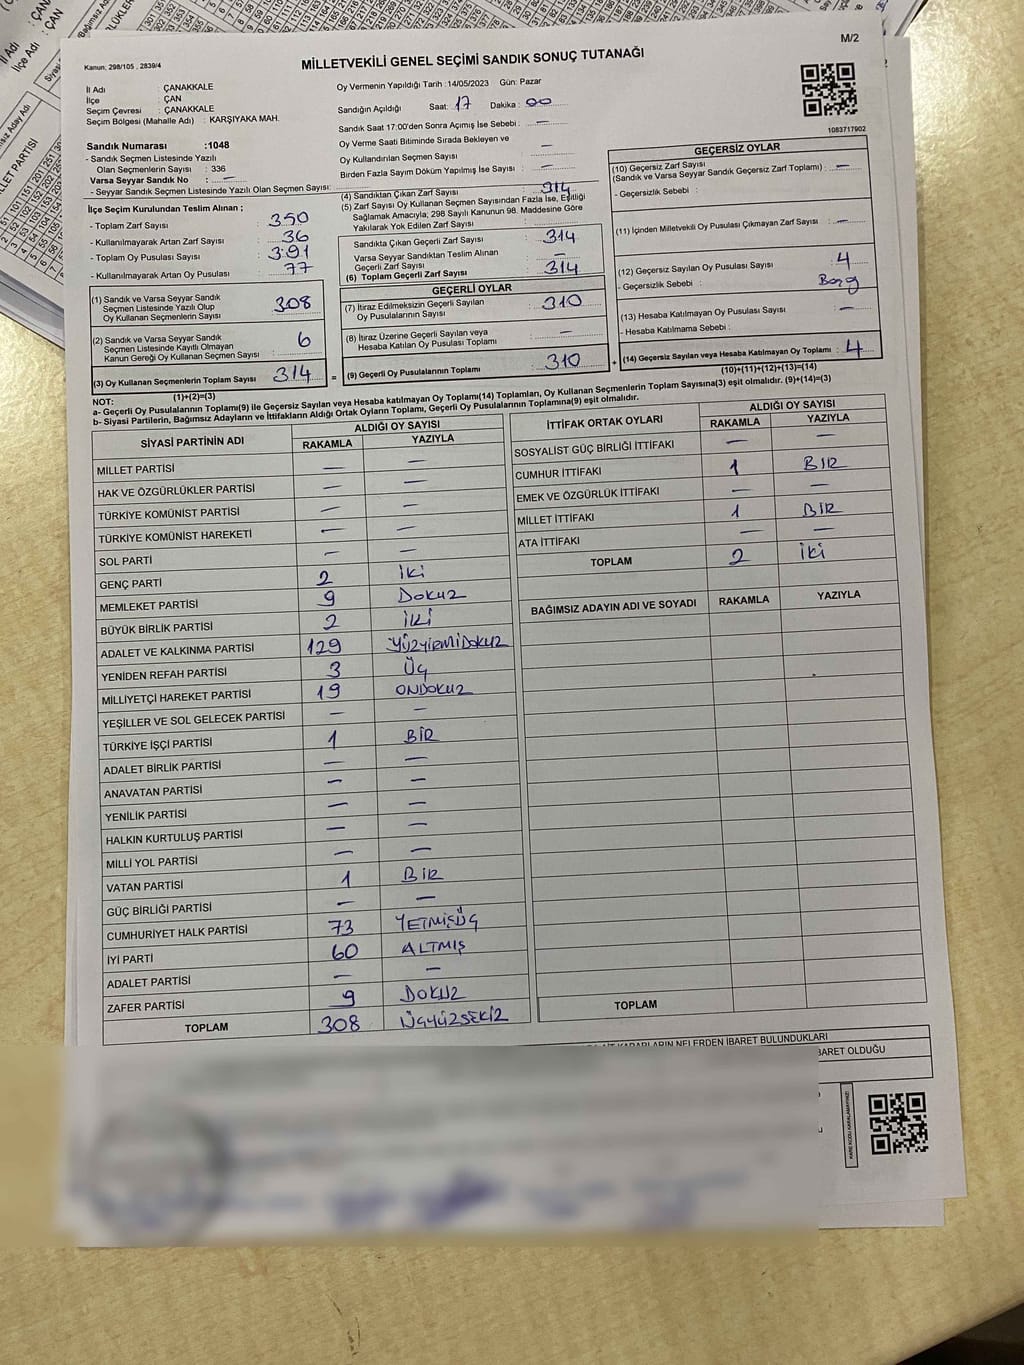 M/2
Kanun: 298/105 , 2839/4
MİLLETVEKİLİ GENEL SEÇİMİ SANDIK SONUÇ TUTANAĞI
1083717902
İl Adı : ÇANAKKALE
İlçe : ÇAN
Seçim Çevresi : ÇANAKKALE
Seçim Bölgesi (Mahalle Adı) : KARŞIYAKA MAH.
Sandık Numarası :1048
- Sandık Seçmen Listesinde Yazılı
Olan Seçmenlerin Sayısı : 336
Varsa Seyyar Sandık No : —
- Seyyar Sandık Seçmen Listesinde Yazılı Olan Seçmen Sayısı:
İlçe Seçim Kurulundan Teslim Alınan ;
- Toplam Zarf Sayısı : 350
- Kullanılmayarak Artan Zarf Sayısı : 36
- Toplam Oy Pusulası Sayısı : 391
- Kullanılmayarak Artan Oy Pusulası : 77
(1) Sandık ve Varsa Seyyar Sandık
Seçmen Listesinde Yazılı Olup
Oy Kullanan Seçmenlerin Sayısı 308
(2) Sandık ve Varsa Seyyar Sandık
Seçmen Listesinde Kayıtlı Olmayan
Kanun Gereği Oy Kullanan Seçmen Sayısı 6
(3) Oy Kullanan Seçmenlerin Toplam Sayısı 314 =
(1)+(2)=(3)
Oy Vermenin Yapıldığı Tarih : 14/05/2023 Gün: Pazar
Sandığın Açıldığı Saat: 17 Dakika : 00
Sandık Saat 17:00'den Sonra Açımış İse Sebebi : —
Oy Verme Saati Bitiminde Sırada Bekleyen ve
Oy Kullandırılan Seçmen Sayısı —
Birden Fazla Sayım Döküm Yapılmış İse Sayısı : —
(4) Sandıktan Çıkan Zarf Sayısı 314
(5) Zarf Sayısı Oy Kullanan Seçmen Sayısından Fazla İse, Eşitliği
Sağlamak Amacıyla; 298 Sayılı Kanunun 98. Maddesine Göre
Yakılarak Yok Edilen Zarf Sayısı
Sandıkta Çıkan Geçerli Zarf Sayısı : 314
Varsa Seyyar Sandıktan Teslim Alınan
Geçerli Zarf Sayısı : —
(6) Toplam Geçerli Zarf Sayısı : 314
GEÇERLİ OYLAR
(7) İtiraz Edilmeksizin Geçerli Sayılan
Oy Pusulalarının Sayısı : 310
(8) İtiraz Üzerine Geçerli Sayılan veya
Hesaba Katılan Oy Pusulası Toplamı : —
(9) Geçerli Oy Pusulalarının Toplamı : 310 +
GEÇERSİZ OYLAR
(10) Geçersiz Zarf Sayısı
(Sandık ve Varsa Seyyar Sandık Geçersiz Zarf Toplamı) : —
- Geçersizlik Sebebi :
(11) İçinden Milletvekili Oy Pusulası Çıkmayan Zarf Sayısı : —
(12) Geçersiz Sayılan Oy Pusulası Sayısı : 4
- Geçersizlik Sebebi :
(13) Hesaba Katılmayan Oy Pusulası Sayısı : —
- Hesaba Katılmama Sebebi :
(14) Geçersiz Sayılan veya Hesaba Katılmayan Oy Toplamı : 4
(10)+(11)+(12)+(13)=(14)
NOT:
a- Geçerli Oy Pusulalarının Toplamı(9) ile Geçersiz Sayılan veya Hesaba Katılmayan Oy Toplamı(14) Toplamları, Oy Kullanan Seçmenlerin Toplam Sayısına(3) eşit olmalıdır. (9)+(14)=(3)
b- Siyasi Partilerin, Bağımsız Adayların ve İttifakların Aldığı Ortak Oyların Toplamı, Geçerli Oy Pusulalarının Toplamına(9) eşit olmalıdır.
SİYASİ PARTİNİN ADI ALDIĞI OY SAYISI
RAKAMLA YAZIYLA
MİLLET PARTİSİ — —
HAK VE ÖZGÜRLÜKLER PARTİSİ — —
TÜRKİYE KOMÜNİST PARTİSİ — —
TÜRKİYE KOMÜNİST HAREKETİ — —
SOL PARTİ — —
GENÇ PARTİ 2 İKİ
MEMLEKET PARTİSİ 9 DOKUZ
BÜYÜK BİRLİK PARTİSİ 2 İKİ
ADALET VE KALKINMA PARTİSİ 129 YÜZYİRMİDOKUZ
YENİDEN REFAH PARTİSİ 3 ÜÇ
MİLLİYETÇİ HAREKET PARTİSİ 19 ONDOKUZ
YEŞİLLER VE SOL GELECEK PARTİSİ — —
TÜRKİYE İŞÇİ PARTİSİ 1 BİR
ADALET BİRLİK PARTİSİ — —
ANAVATAN PARTİSİ — —
YENİLİK PARTİSİ — —
HALKIN KURTULUŞ PARTİSİ — —
MİLLİ YOL PARTİSİ — —
VATAN PARTİSİ 1 BİR
GÜÇ BİRLİĞİ PARTİSİ — —
CUMHURİYET HALK PARTİSİ 73 YETMİŞÜÇ
İYİ PARTİ 60 ALTMIŞ
ADALET PARTİSİ — —
ZAFER PARTİSİ 9 DOKUZ
TOPLAM 308 ÜÇYÜZSEKİZ
İTTİFAK ORTAK OYLARI ALDIĞI OY SAYISI
RAKAMLA YAZIYLA
SOSYALİST GÜÇ BİRLİĞİ İTTİFAKI — —
CUMHUR İTTİFAKI 1 BİR
EMEK VE ÖZGÜRLÜK İTTİFAKI — —
MİLLET İTTİFAKI 1 BİR
ATA İTTİFAKI — —
TOPLAM 2 İKİ
BAĞIMSIZ ADAYIN ADI VE SOYADI RAKAMLA YAZIYLA
TOPLAM
KARARLARIN NELERDEN İBARET BULUNDUKLARI
BARET OLDUĞU
KARE KODU KARALAMAYINIZ!
İl Adı : ÇAN
İlçe Adı : ÇAN